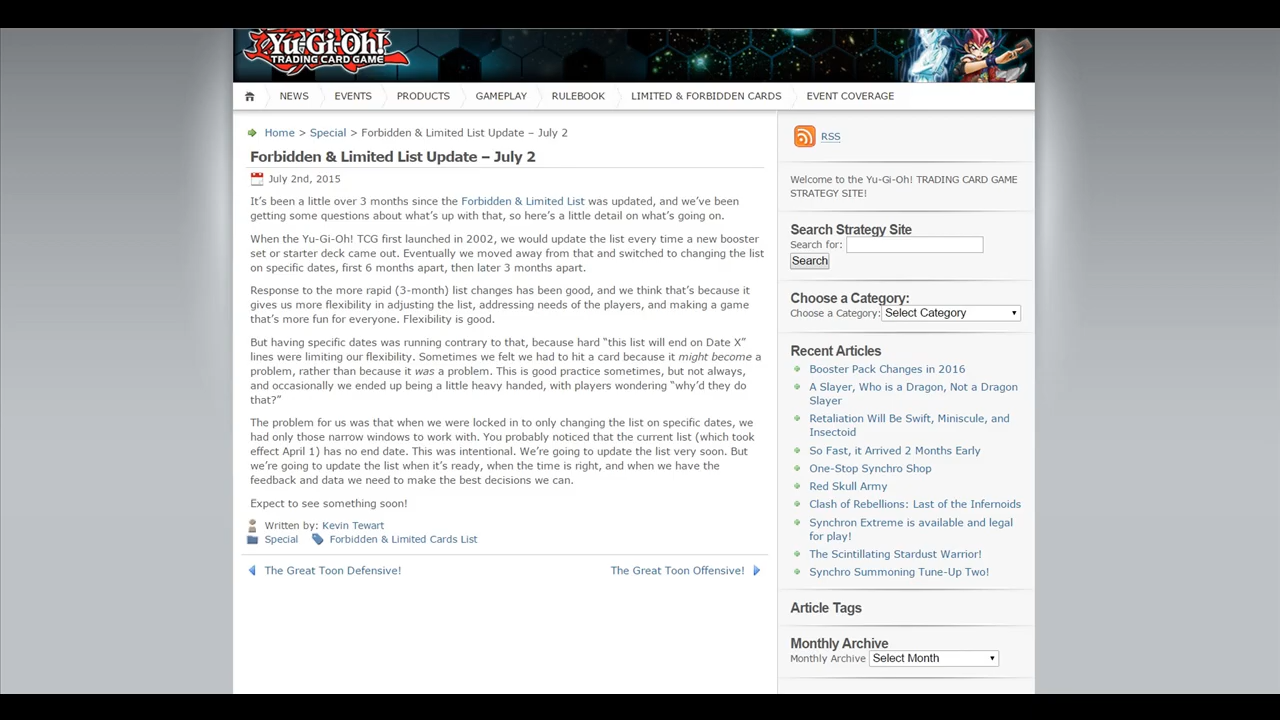 Yu-Gi-Oh!
TRADING CARD GAME
NEWS EVENTS PRODUCTS GAMEPLAY RULEBOOK LIMITED & FORBIDDEN CARDS EVENT COVERAGE
Home > Special > Forbidden & Limited List Update – July 2
Forbidden & Limited List Update – July 2
July 2nd, 2015
It’s been a little over 3 months since the Forbidden & Limited List was updated, and we’ve been
getting some questions about what’s up with that, so here’s a little detail on what’s going on.
When the Yu-Gi-Oh! TCG first launched in 2002, we would update the list every time a new booster
set or starter deck came out. Eventually we moved away from that and switched to changing the list
on specific dates, first 6 months apart, then later 3 months apart.
Response to the more rapid (3-month) list changes has been good, and we think that’s because it
gives us more flexibility in adjusting the list, addressing needs of the players, and making a game
that’s more fun for everyone. Flexibility is good.
But having specific dates was running contrary to that, because hard “this list will end on Date X”
lines were limiting our flexibility. Sometimes we felt we had to hit a card because it might become a
problem, rather than because it was a problem. This is good practice sometimes, but not always,
and occasionally we ended up being a little heavy handed, with players wondering “why’d they do
that?”
The problem for us was that when we were locked in to only changing the list on specific dates, we
had only those narrow windows to work with. You probably noticed that the current list (which took
effect April 1) has no end date. This was intentional. We’re going to update the list very soon. But
we’re going to update the list when it’s ready, when the time is right, and when we have the
feedback and data we need to make the best decisions we can.
Expect to see something soon!
Written by: Kevin Tewart
Special Forbidden & Limited Cards List
The Great Toon Defensive! The Great Toon Offensive!
RSS
Welcome to the Yu-Gi-Oh! TRADING CARD GAME
STRATEGY SITE!
Search Strategy Site
Search for:
Search
Choose a Category:
Choose a Category: Select Category
Recent Articles
Booster Pack Changes in 2016
A Slayer, Who is a Dragon, Not a Dragon
Slayer
Retaliation Will Be Swift, Miniscule, and
Insectoid
So Fast, it Arrived 2 Months Early
One-Stop Synchro Shop
Red Skull Army
Clash of Rebellions: Last of the Infernoids
Synchron Extreme is available and legal
for play!
The Scintillating Stardust Warrior!
Synchro Summoning Tune-Up Two!
Article Tags
Monthly Archive
Monthly Archive Select Month